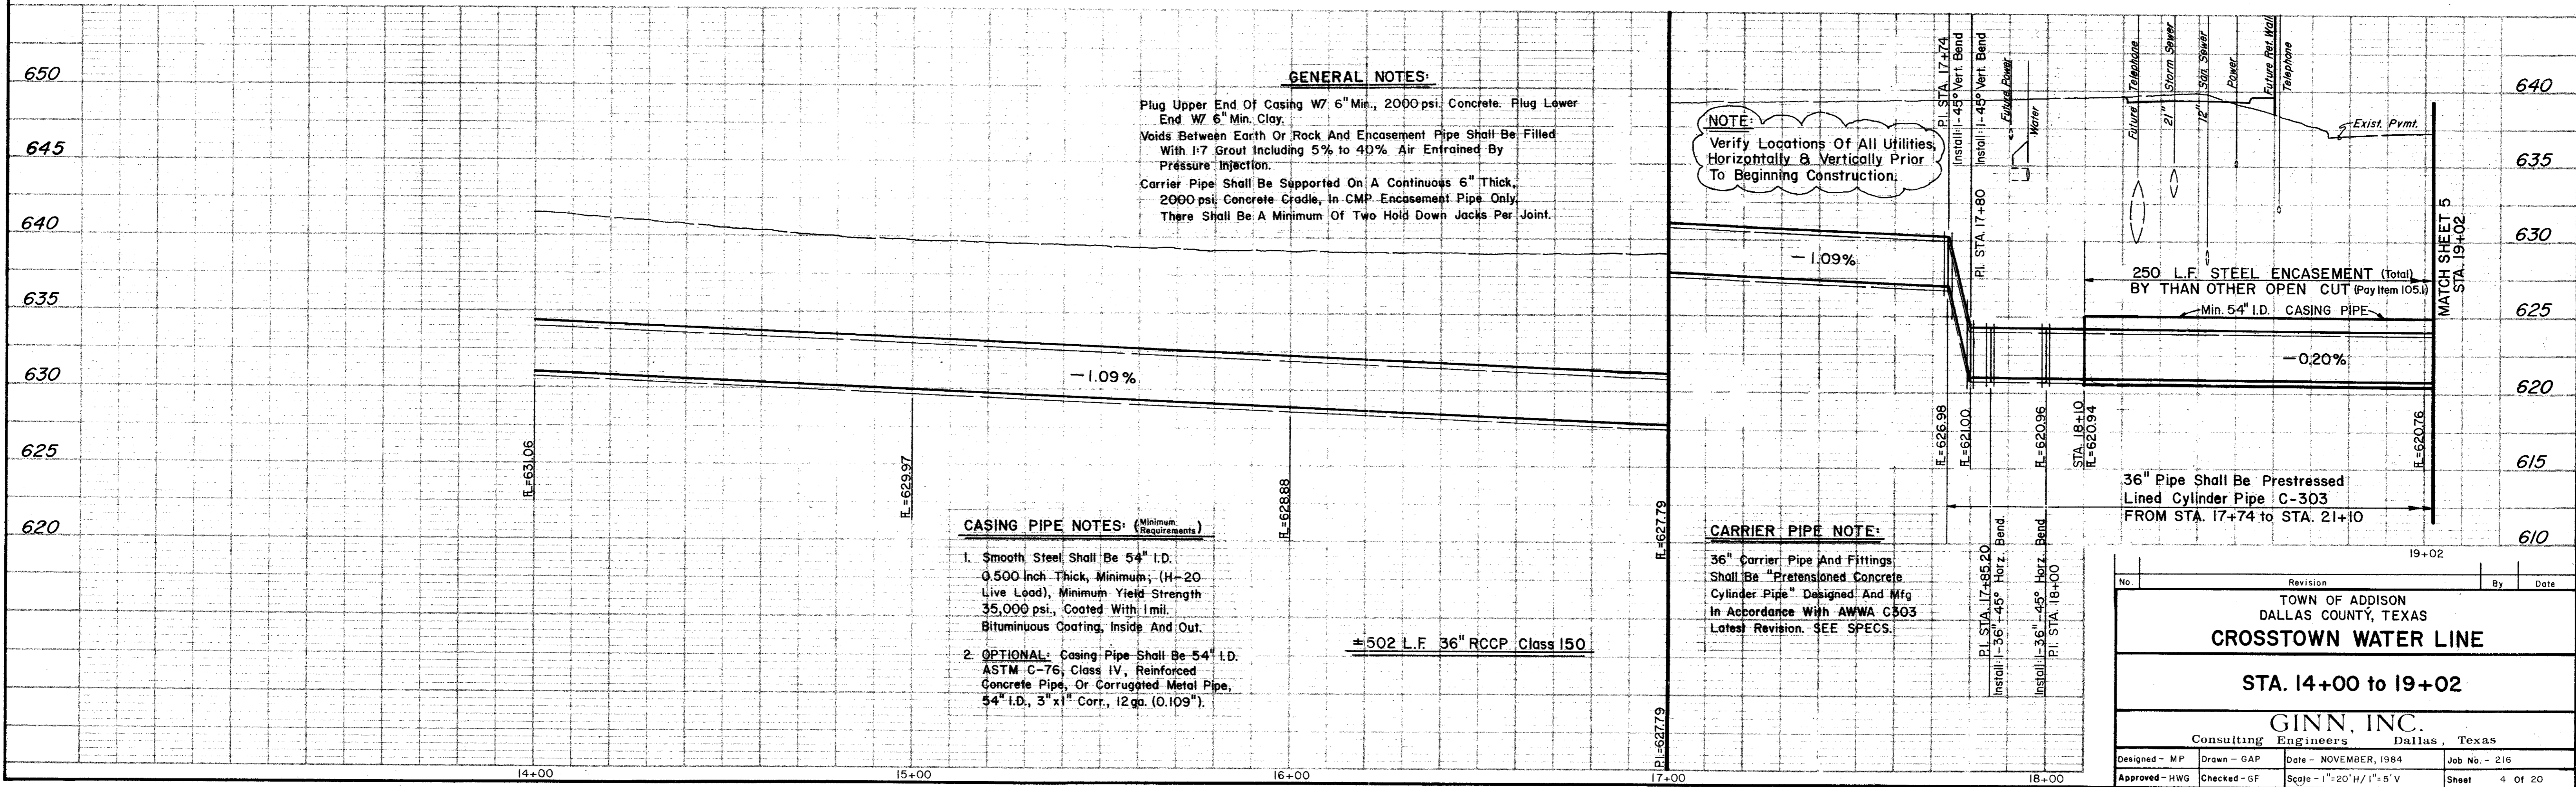 650
645
640
635
630
625
620
GENERAL NOTES:
Plug Upper End Of Casing W/ 6" Min., 2000 psi. Concrete. Plug Lower
End W/ 6" Min. Clay.
Voids Between Earth Or Rock And Encasement Pipe Shall Be Filled
With 1:7 Grout Including 5% to 40% Air Entrained By
Pressure Injection.
Carrier Pipe Shall Be Supported On A Continuous 6" Thick,
2000 psi. Concrete Cradle, In CMP Encasement Pipe Only.
There Shall Be A Minimum Of Two Hold Down Jacks Per Joint.
-1.09%
FL=631.06
FL=629.97
FL=628.88
FL=627.79
P.I.=627.79
CASING PIPE NOTES: (Minimum Requirements)
1. Smooth Steel Shall Be 54" I.D.
0.500 Inch Thick, Minimum; (H-20
Live Load), Minimum Yield Strength
35,000 psi., Coated With 1 mil.
Bituminuous Coating, Inside And Out.
2. OPTIONAL: Casing Pipe Shall Be 54" I.D.
ASTM C-76, Class IV, Reinforced
Concrete Pipe, Or Corrugated Metal Pipe,
54" I.D., 3"x1" Corr., 12 ga. (0.109").
±502 L.F. 36" RCCP Class 150
14+00
15+00
16+00
17+00
18+00
NOTE:
Verify Locations Of All Utilities,
Horizontally & Vertically Prior
To Beginning Construction.
P.I. STA. 17+74
Install: 1-45° Vert. Bend
Install: 1-45° Vert. Bend
P.I. STA. 17+80
Future Power
Water
Future Telephone
21" Storm Sewer
12" San. Sewer
Power
Future Ret. Wall
Telephone
Exist. Pvmt.
640
635
630
625
620
615
610
MATCH SHEET 5
STA. 19+02
-1.09%
250 L.F. STEEL ENCASEMENT (Total)
BY THAN OTHER OPEN CUT (Pay Item 105.1)
Min. 54" I.D. CASING PIPE
-0.20%
FL=626.98
FL=621.00
FL=620.96
STA. 18+10
FL=620.94
FL=620.76
36" Pipe Shall Be Prestressed
Lined Cylinder Pipe C-303
FROM STA. 17+74 to STA. 21+10
CARRIER PIPE NOTE:
36" Carrier Pipe And Fittings
Shall Be "Pretensioned Concrete
Cylinder Pipe" Designed And Mfg
In Accordance With AWWA C303
Latest Revision. SEE SPECS.
P.I. STA. 17+85.20
Install: 1-36"-45° Horz. Bend.
Install: 1-36"-45° Horz. Bend
P.I. STA. 18+00
19+02
No. Revision By Date
TOWN OF ADDISON
DALLAS COUNTY, TEXAS
CROSSTOWN WATER LINE
STA. 14+00 to 19+02
GINN, INC.
Consulting Engineers Dallas, Texas
Designed - MP Drawn - GAP Date - NOVEMBER, 1984 Job No. - 216
Approved - HWG Checked - GF Scale - 1"=20' H/ 1"=5' V Sheet 4 Of 20